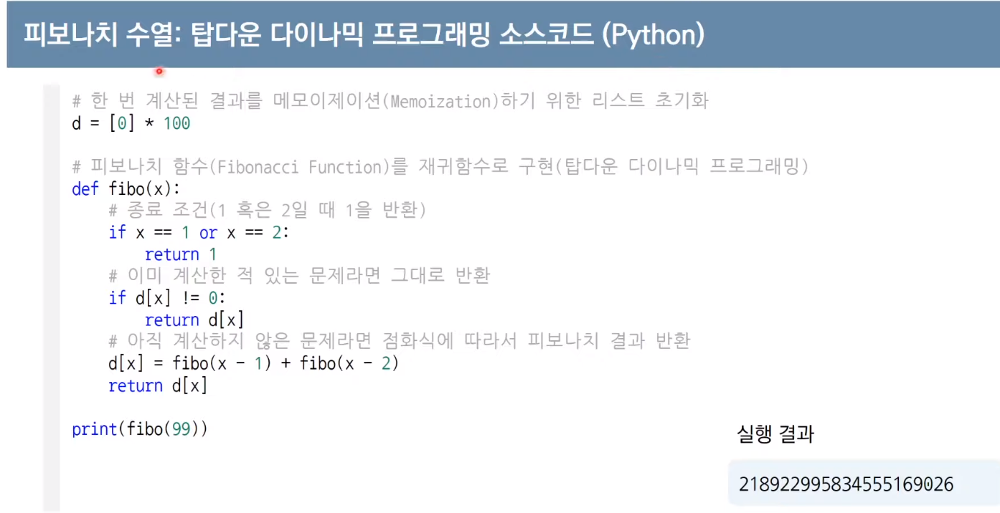 피보나치 수열: 탑다운 다이나믹 프로그래밍 소스코드 (Python)
# 한 번 계산된 결과를 메모이제이션(Memoization)하기 위한 리스트 초기화
d = [0] * 100
# 피보나치 함수(Fibonacci Function)를 재귀함수로 구현(탑다운 다이나믹 프로그래밍)
def fibo(x):
    # 종료 조건(1 혹은 2일 때 1을 반환)
    if x == 1 or x == 2:
        return 1
    # 이미 계산한 적 있는 문제라면 그대로 반환
    if d[x] != 0:
        return d[x]
    # 아직 계산하지 않은 문제라면 점화식에 따라서 피보나치 결과 반환
    d[x] = fibo(x - 1) + fibo(x - 2)
    return d[x]
print(fibo(99))
실행 결과
218922995834555169026